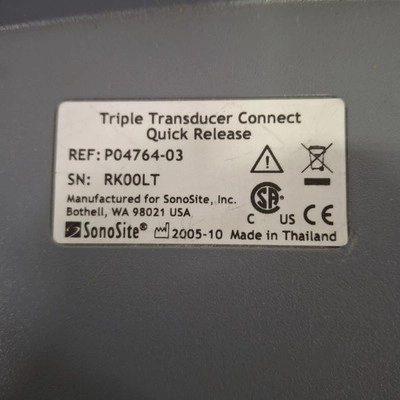 Triple Transducer Connect
Quick Release
REF: P04764-03
SN: RK00LT
Manufactured for SonoSite, Inc.
Bothell, WA 98021 USA
SA
C US CE
SonoSite® 2005-10 Made in Thailand